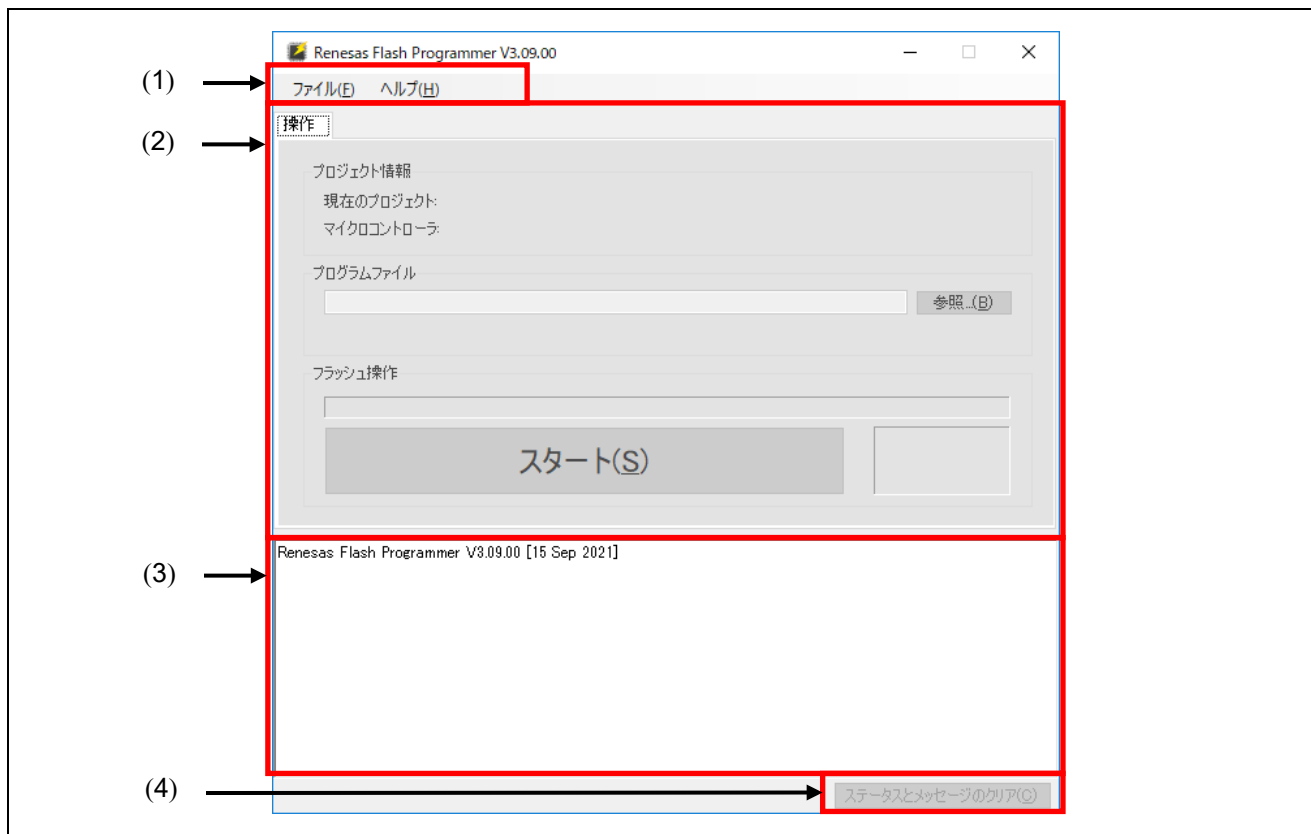 Renesas Flash Programmer V3.09.00
(1)
ファイル(F) ヘルプ(H)
(2)
操作
プロジェクト情報
現在のプロジェクト:
マイクロコントローラ:
プログラムファイル
参照...(B)
フラッシュ操作
スタート(S)
(3)
Renesas Flash Programmer V3.09.00 [15 Sep 2021]
(4)
ステータスとメッセージのクリア(C)